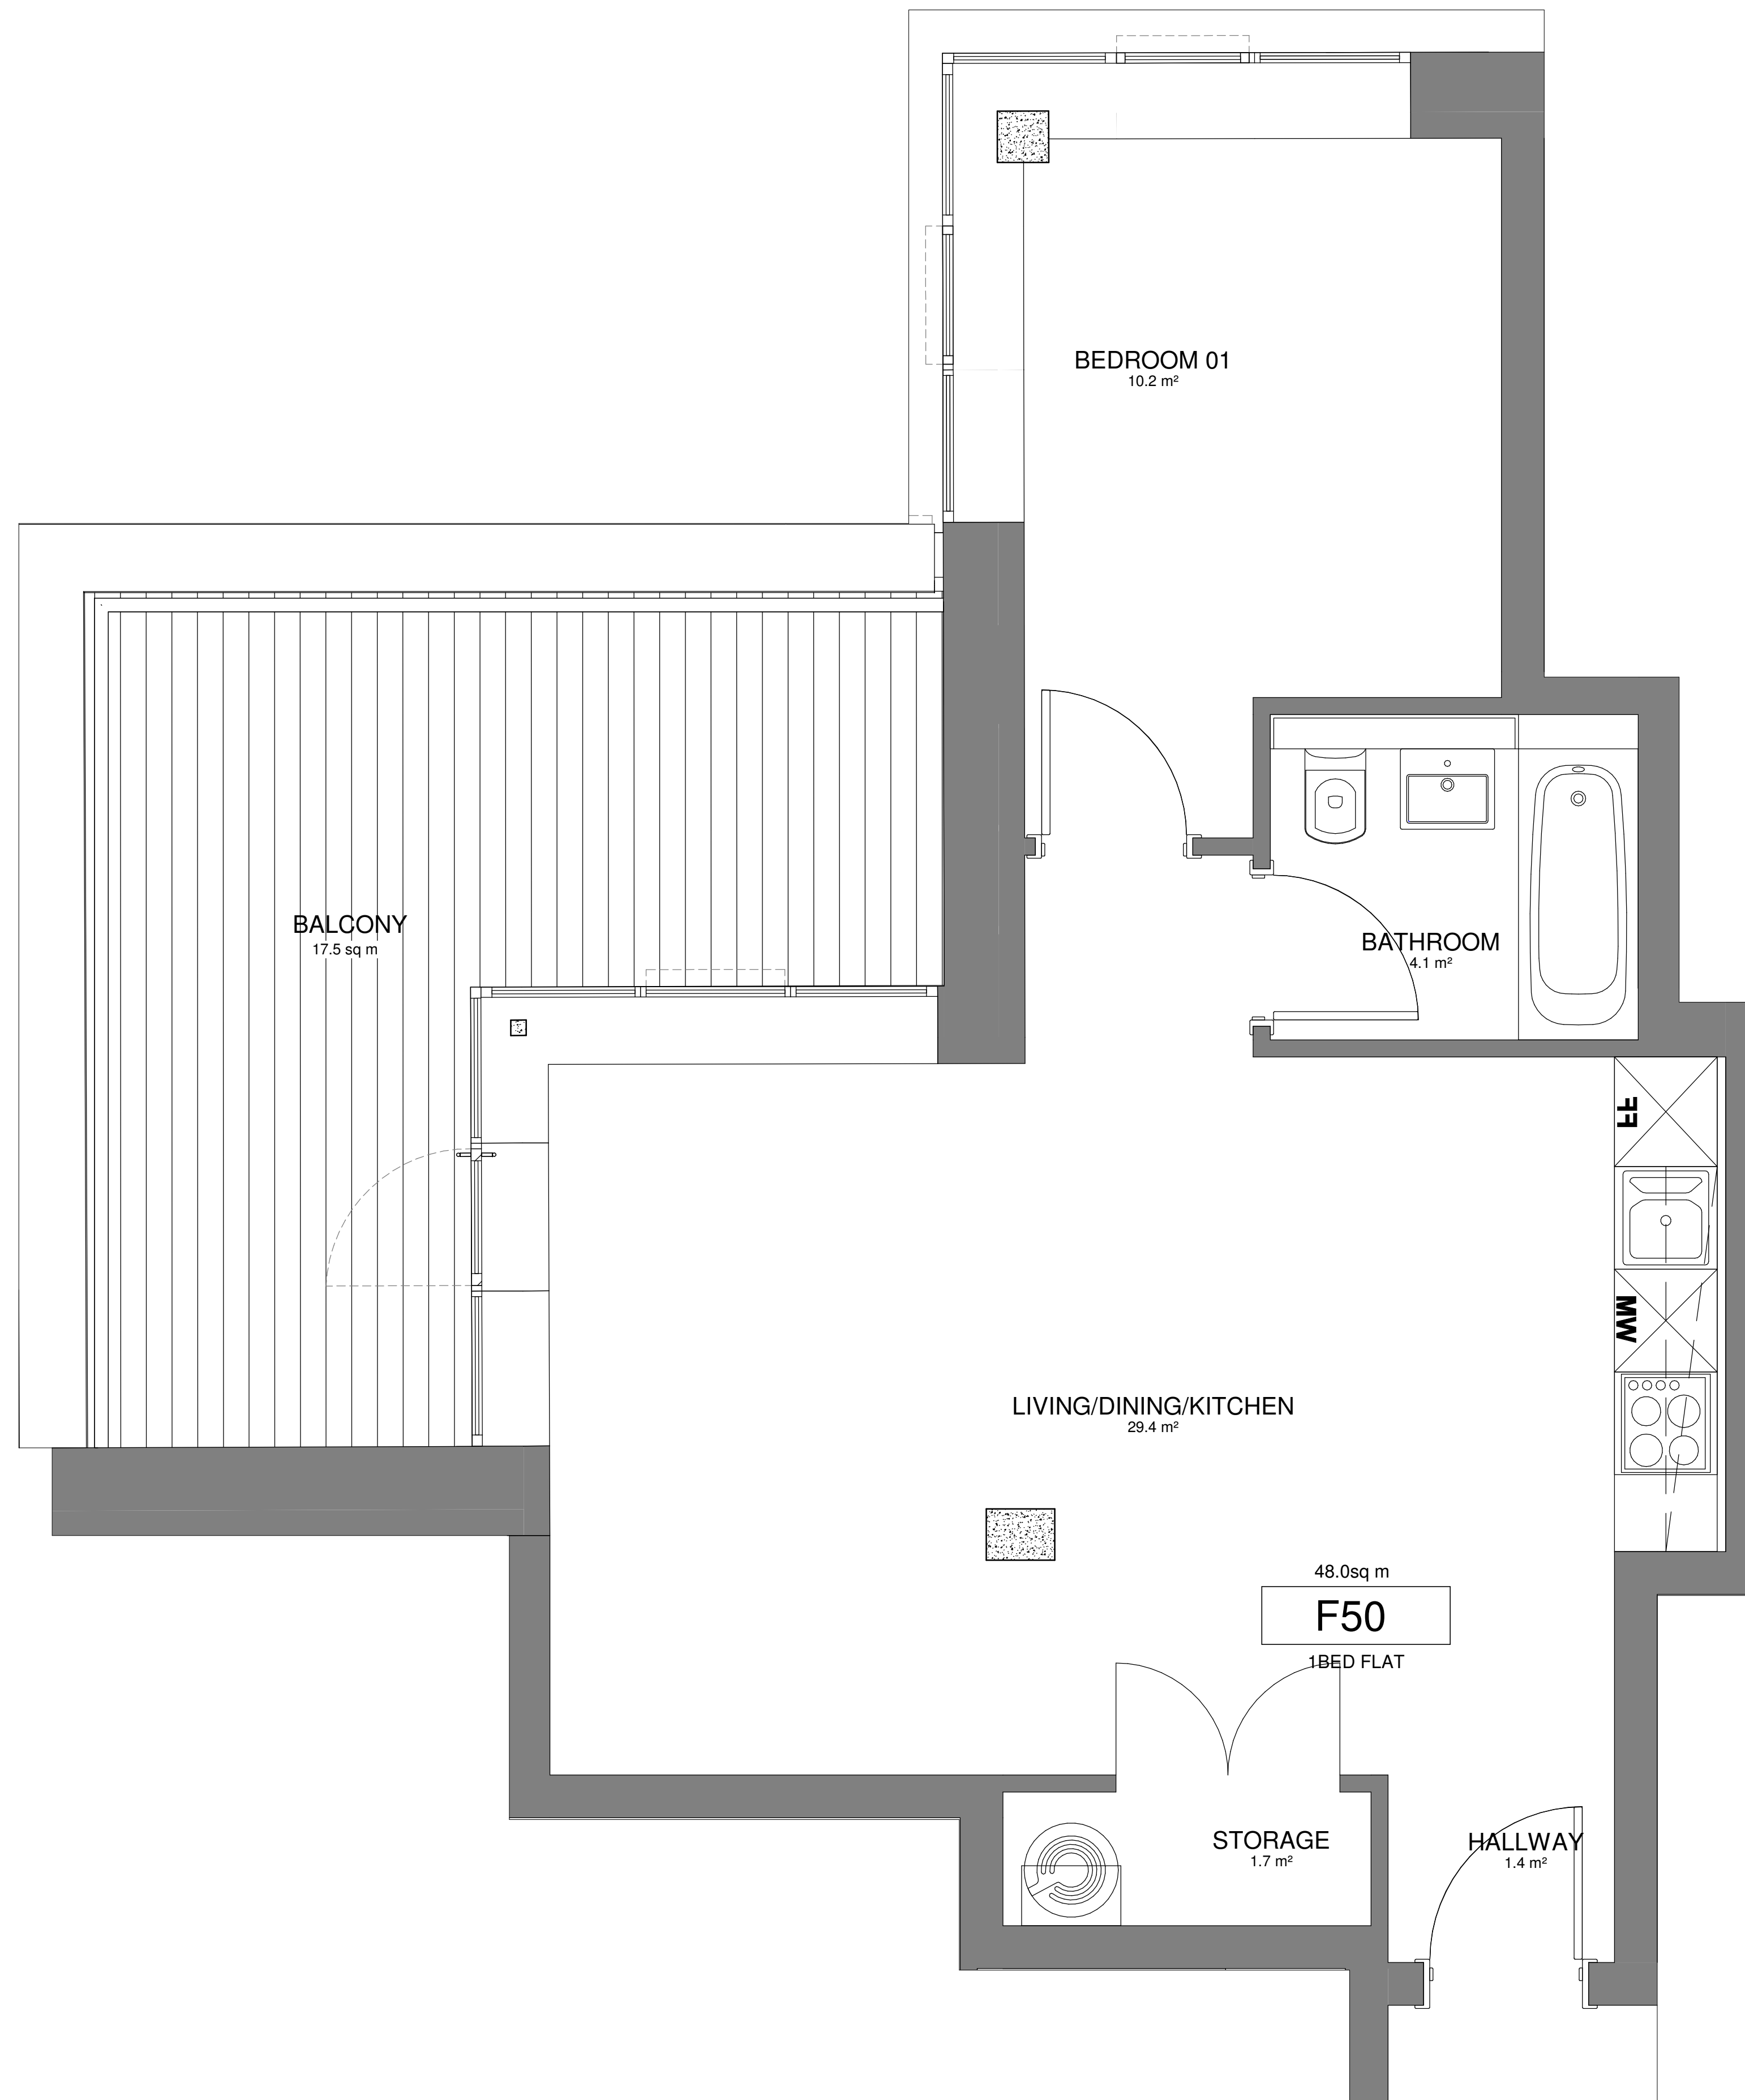 BEDROOM 01
10.2 m²
BALCONY
17.5 sq m
BATHROOM
4.1 m²
FF
MW
LIVING/DINING/KITCHEN
29.4 m²
48.0sq m
F50
1BED FLAT
STORAGE
1.7 m²
HALLWAY
1.4 m²